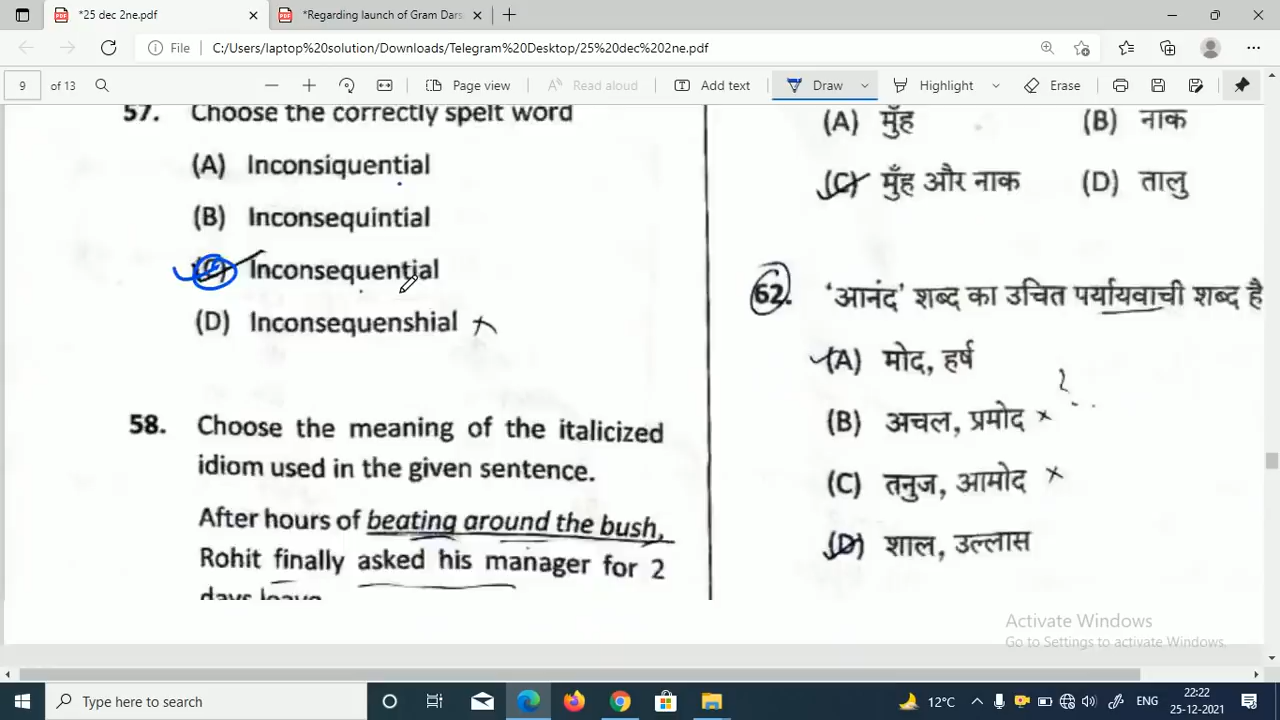 *25 dec 2ne.pdf
*Regarding launch of Gram Dars
File
C:/Users/laptop%20solution/Downloads/Telegram%20Desktop/25%20dec%202ne.pdf
9 of 13
Page view
Read aloud
Add text
Draw
Highlight
Erase
57. Choose the correctly spelt word
(A) Inconsiquential
(B) Inconsequintial
(C) Inconsequential
(D) Inconsequenshial
58. Choose the meaning of the italicized
idiom used in the given sentence.
After hours of beating around the bush,
Rohit finally asked his manager for 2
days leave
(A) मुँह (B) नाक
(C) मुँह और नाक (D) तालु
62. ‘आनंद’ शब्द का उचित पर्यायवाची शब्द है
(A) मोद, हर्ष
(B) अचल, प्रमोद
(C) तनुज, आमोद
(D) शाल, उल्लास
Activate Windows
Go to Settings to activate Windows.
Type here to search
12°C
ENG
22:22
25-12-2021